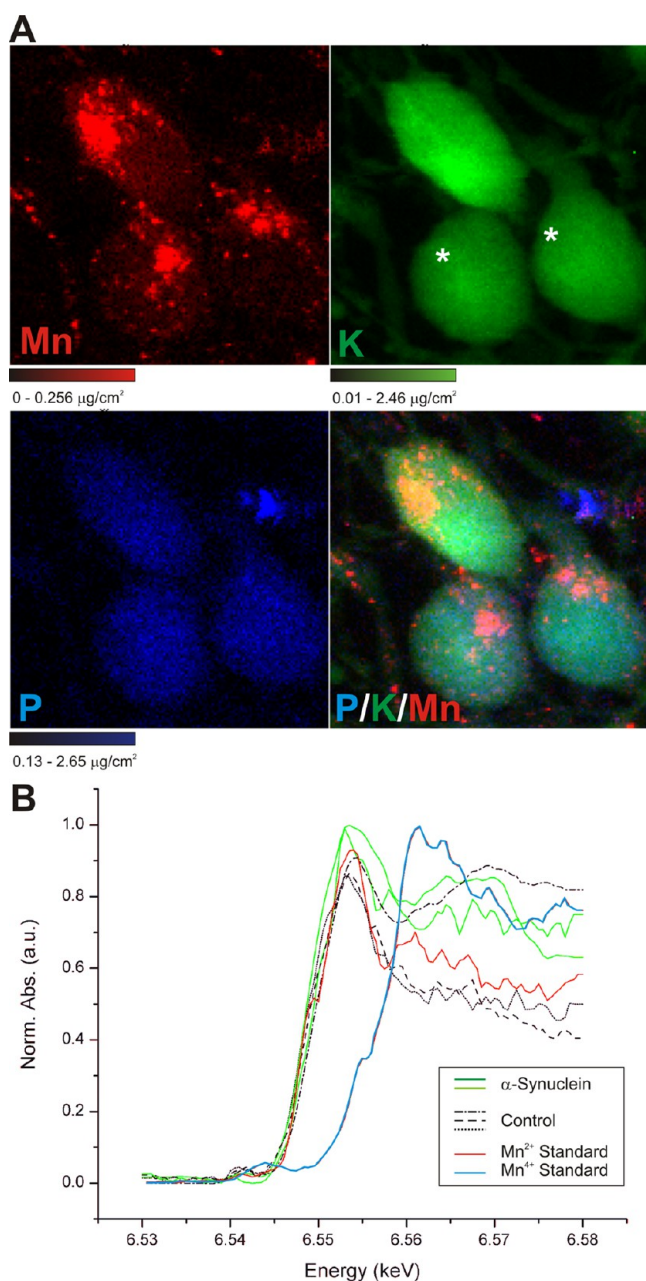 A
Mn
K
*
*
0 - 0.256 μg/cm²
0.01 - 2.46 μg/cm²
P
P/K/Mn
0.13 - 2.65 μg/cm²
B
1.0
0.8
0.6
0.4
0.2
0.0
Norm. Abs. (a.u.)
α-Synuclein
Control
Mn²⁺ Standard
Mn⁴⁺ Standard
6.53 6.54 6.55 6.56 6.57 6.58
Energy (keV)